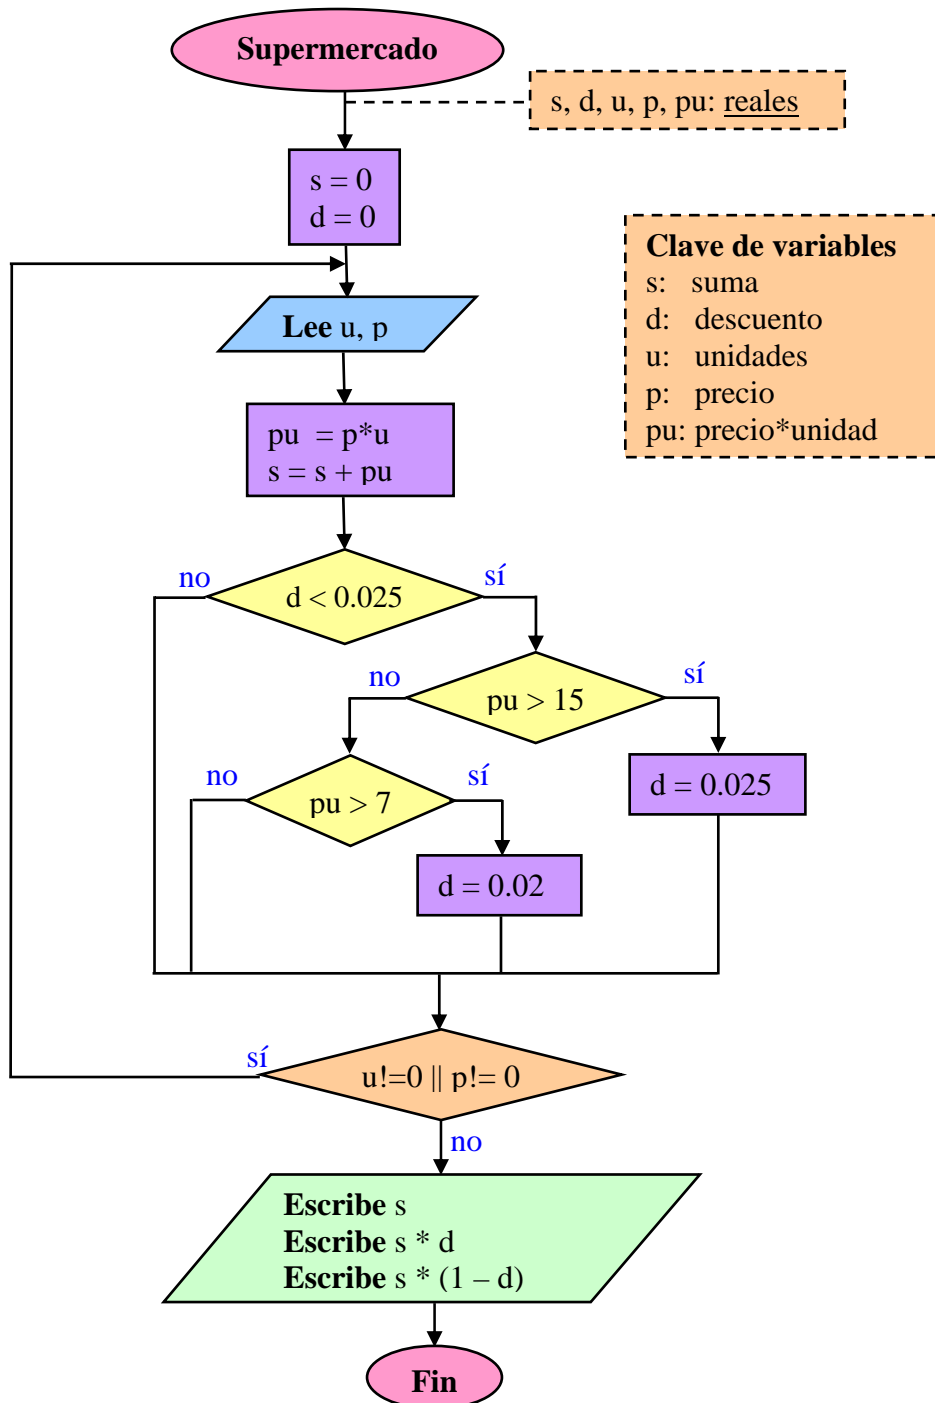 Supermercado
s, d, u, p, pu: reales
s = 0
d = 0
Clave de variables
s: suma
d: descuento
u: unidades
p: precio
pu: precio*unidad
Lee u, p
pu = p*u
s = s + pu
no
d < 0.025
sí
no
pu > 15
sí
no
pu > 7
sí
d = 0.025
d = 0.02
sí
u!=0 || p!= 0
no
Escribe s
Escribe s * d
Escribe s * (1 – d)
Fin